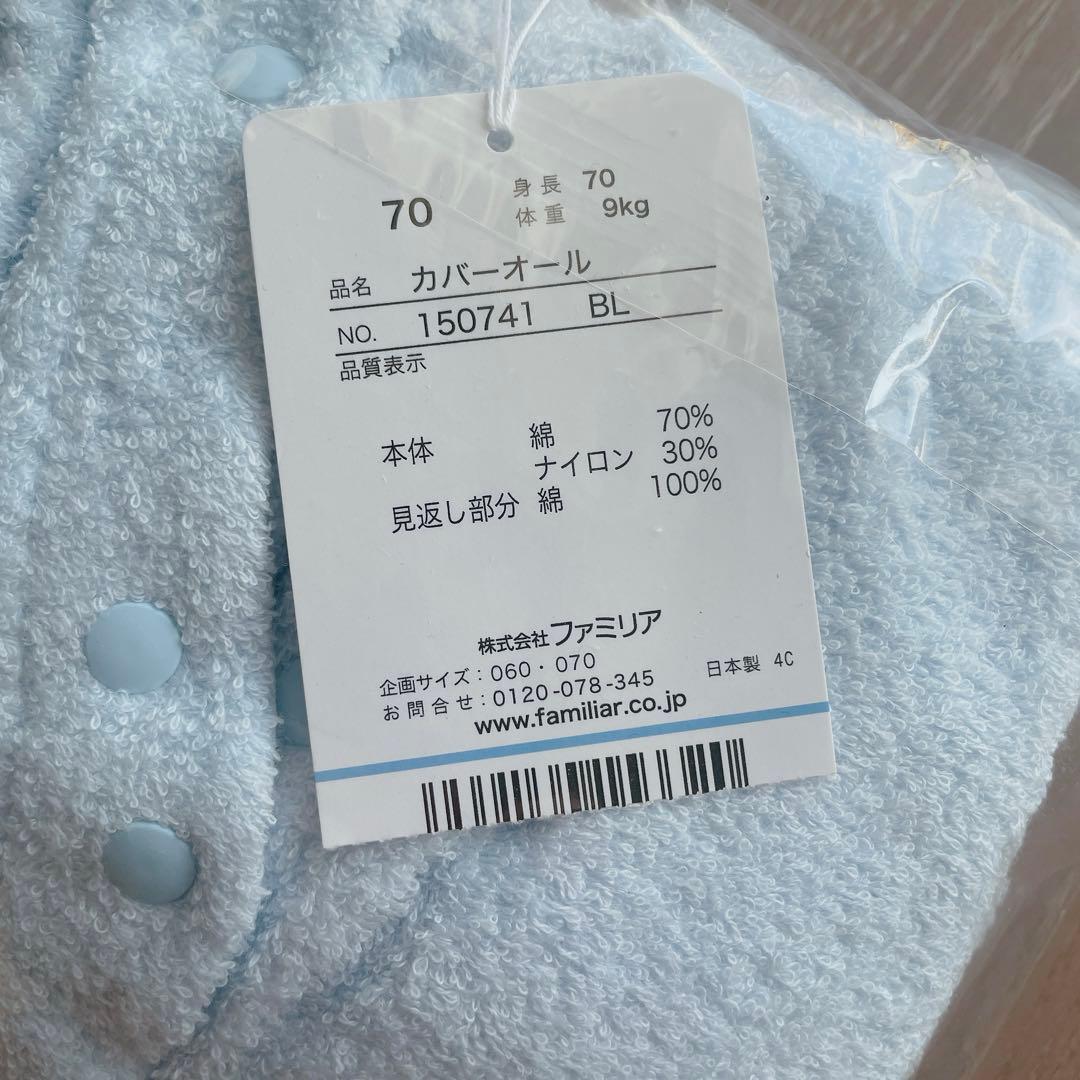 70
身長 70
体重 9kg
品名 カバーオール
NO. 150741 BL
品質表示
本体 綿 70%
ナイロン 30%
見返し部分 綿 100%
株式会社ファミリア
企画サイズ：060・070
お問合せ：0120-078-345
日本製 4C
www.familiar.co.jp